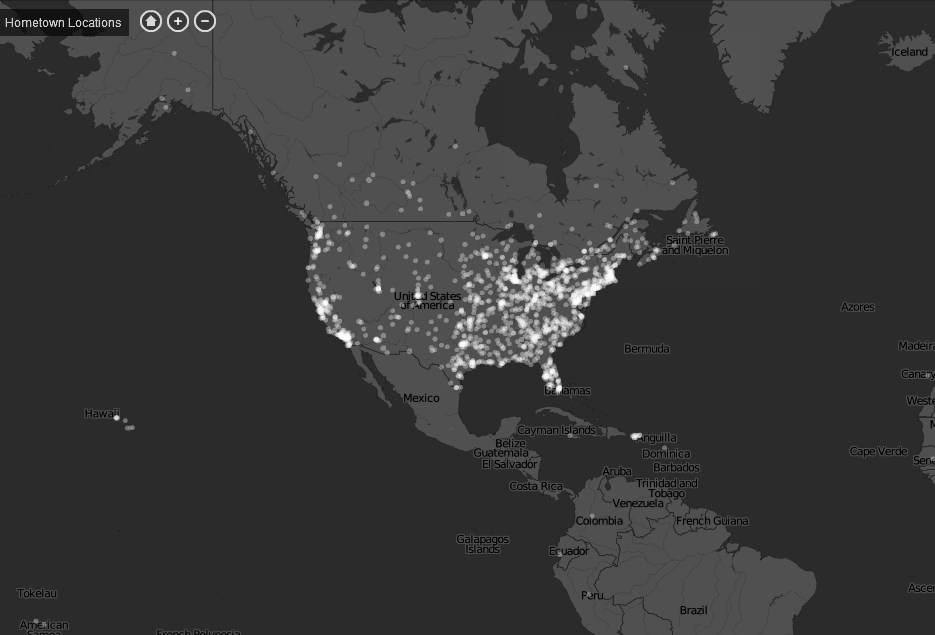 Hometown Locations
Iceland
Saint Pierre
and Miquelon
United States
of America
Azores
Bermuda
Madeira
Canary
Mexico
Bahamas
Weste
Hawaii
Cayman Islands
Anguilla
Belize
Guatemala
El Salvador
Dominica
Cape Verde
Sene
Barbados
Aruba
Costa Rica
Trinidad and
Tobago
Venezuela
Colombia
French Guiana
Galapagos
Islands
Ecuador
Tokelau
Peru
Ascen
Brazil
American
Samoa
French Polynesia